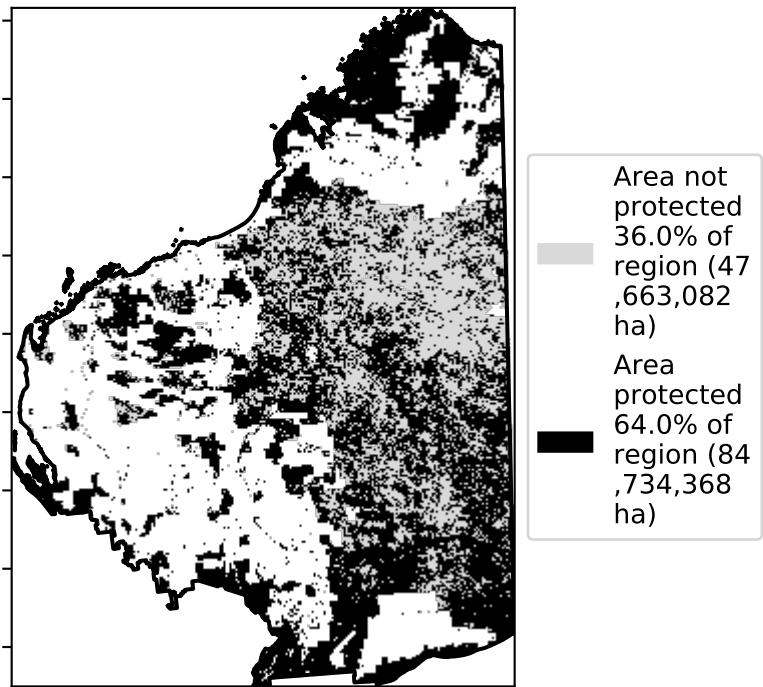 Area not
protected
36.0% of
region (47
,663,082
ha)
Area
protected
64.0% of
region (84
,734,368
ha)